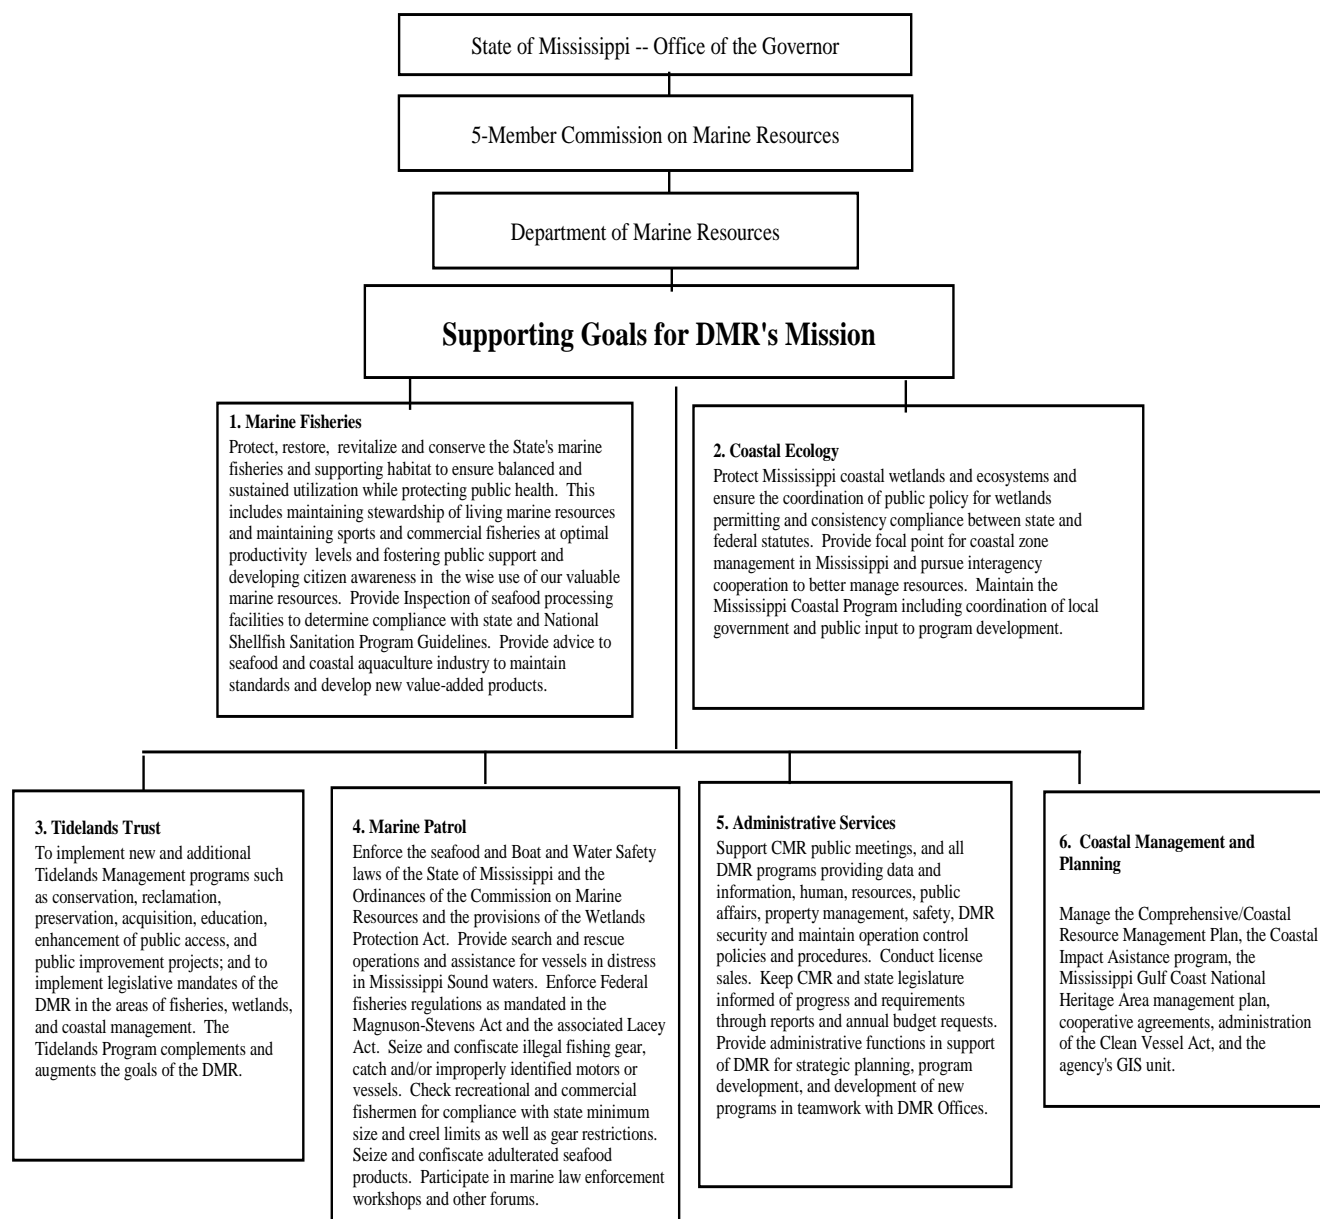 State of Mississippi -- Office of the Governor
5-Member Commission on Marine Resources
Department of Marine Resources
Supporting Goals for DMR's Mission
1. Marine Fisheries
Protect, restore, revitalize and conserve the State's marine
fisheries and supporting habitat to ensure balanced and
sustained utilization while protecting public health. This
includes maintaining stewardship of living marine resources
and maintaining sports and commercial fisheries at optimal
productivity levels and fostering public support and
developing citizen awareness in the wise use of our valuable
marine resources. Provide Inspection of seafood processing
facilities to determine compliance with state and National
Shellfish Sanitation Program Guidelines. Provide advice to
seafood and coastal aquaculture industry to maintain
standards and develop new value-added products.
2. Coastal Ecology
Protect Mississippi coastal wetlands and ecosystems and
ensure the coordination of public policy for wetlands
permitting and consistency compliance between state and
federal statutes. Provide focal point for coastal zone
management in Mississippi and pursue interagency
cooperation to better manage resources. Maintain the
Mississippi Coastal Program including coordination of local
government and public input to program development.
3. Tidelands Trust
To implement new and additional
Tidelands Management programs such
as conservation, reclamation,
preservation, acquisition, education,
enhancement of public access, and
public improvement projects; and to
implement legislative mandates of the
DMR in the areas of fisheries, wetlands,
and coastal management. The
Tidelands Program complements and
augments the goals of the DMR.
4. Marine Patrol
Enforce the seafood and Boat and Water Safety
laws of the State of Mississippi and the
Ordinances of the Commission on Marine
Resources and the provisions of the Wetlands
Protection Act. Provide search and rescue
operations and assistance for vessels in distress
in Mississippi Sound waters. Enforce Federal
fisheries regulations as mandated in the
Magnuson-Stevens Act and the associated Lacey
Act. Seize and confiscate illegal fishing gear,
catch and/or improperly identified motors or
vessels. Check recreational and commercial
fishermen for compliance with state minimum
size and creel limits as well as gear restrictions.
Seize and confiscate adulterated seafood
products. Participate in marine law enforcement
workshops and other forums.
5. Administrative Services
Support CMR public meetings, and all
DMR programs providing data and
information, human, resources, public
affairs, property management, safety, DMR
security and maintain operation control
policies and procedures. Conduct license
sales. Keep CMR and state legislature
informed of progress and requirements
through reports and annual budget requests.
Provide administrative functions in support
of DMR for strategic planning, program
development, and development of new
programs in teamwork with DMR Offices.
6. Coastal Management and
Planning
Manage the Comprehensive/Coastal
Resource Management Plan, the Coastal
Impact Asistance program, the
Mississippi Gulf Coast National
Heritage Area management plan,
cooperative agreements, administration
of the Clean Vessel Act, and the
agency's GIS unit.